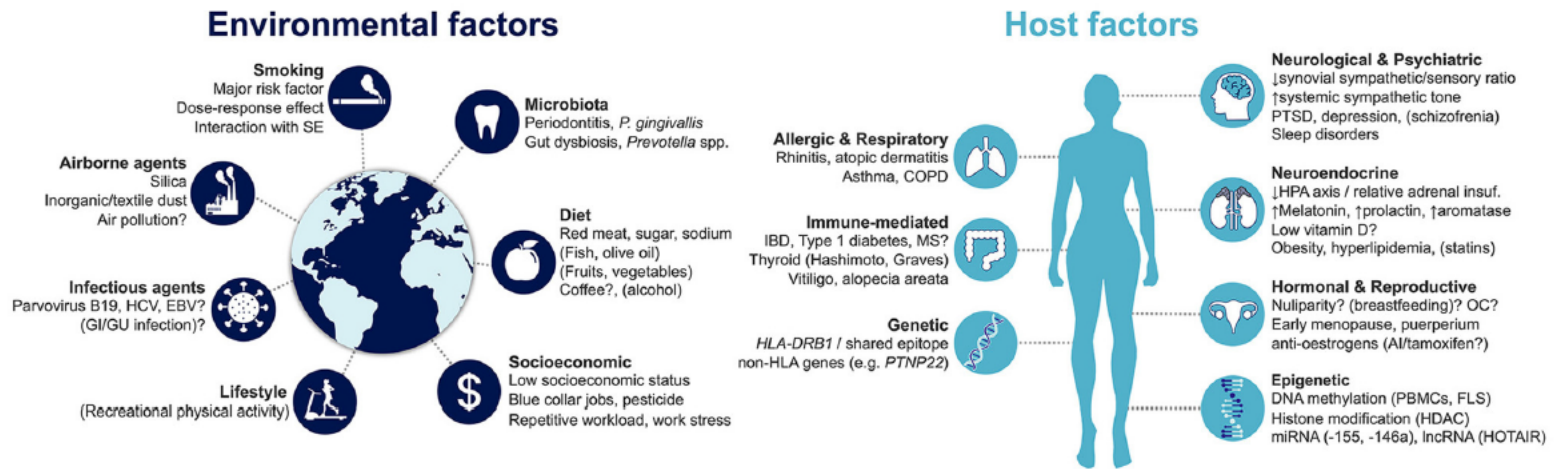 Environmental factors
Smoking
Major risk factor
Dose-response effect
Interaction with SE
Microbiota
Periodontitis, P. gingivallis
Gut dysbiosis, Prevotella spp.
Airborne agents
Silica
Inorganic/textile dust
Air pollution?
Diet
Red meat, sugar, sodium
(Fish, olive oil)
(Fruits, vegetables)
Coffee?, (alcohol)
Infectious agents
Parvovirus B19, HCV, EBV?
(GI/GU infection)?
Socioeconomic
Low socioeconomic status
Blue collar jobs, pesticide
Repetitive workload, work stress
$
Lifestyle
(Recreational physical activity)
Host factors
Neurological & Psychiatric
↓synovial sympathetic/sensory ratio
↑systemic sympathetic tone
PTSD, depression, (schizofrenia)
Sleep disorders
Allergic & Respiratory
Rhinitis, atopic dermatitis
Asthma, COPD
Neuroendocrine
↓HPA axis / relative adrenal insuf.
↑Melatonin, ↑prolactin, ↑aromatase
Low vitamin D?
Obesity, hyperlipidemia, (statins)
Immune-mediated
IBD, Type 1 diabetes, MS?
Thyroid (Hashimoto, Graves)
Vitiligo, alopecia areata
Hormonal & Reproductive
Nuliparity? (breastfeeding)? OC?
Early menopause, puerperium
anti-oestrogens (AI/tamoxifen?)
Genetic
HLA-DRB1 / shared epitope
non-HLA genes (e.g. PTNP22)
Epigenetic
DNA methylation (PBMCs, FLS)
Histone modification (HDAC)
miRNA (-155, -146a), lncRNA (HOTAIR)